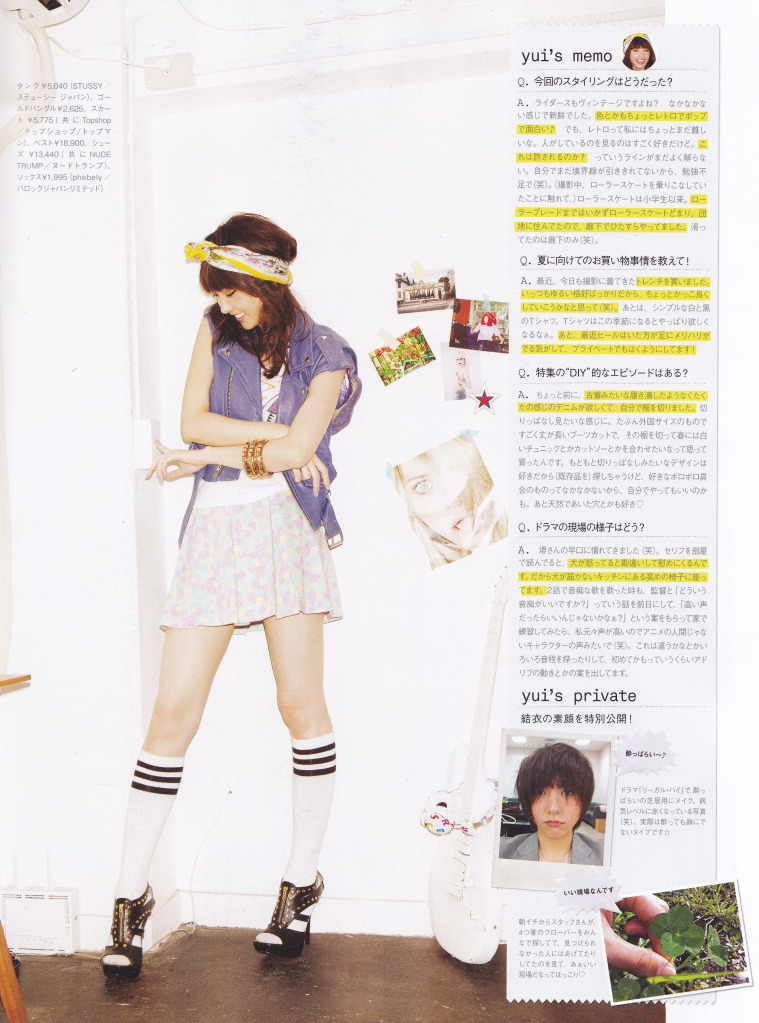 タンク¥5,040（STUSSY／
ステューシー ジャパン）、ゴー
ルドバングル¥2,625、スカー
ト¥5,775（共にTopshop
／トップショップ／トップマ
ン）、ベスト¥18,900、シュー
ズ¥13,440（共にNUDE
TRUMP／ヌードトランプ）、
ソックス¥1,995（phebely／
バロックジャパンリミテッド）
yui's memo
Q. 今回のスタイリングはどうだった？
A. ライダースもヴィンテージですよね？ なかなかな
い感じで新鮮でした。色とかもちょっとレトロでポップ
で面白い♪ でも、レトロって私にはちょっとまだ難し
いな。人がしているのを見るのはすごく好きだけど。こ
れは許されるのか？ っていうラインがまだよく解らな
い。自分でまだ境界線が引ききれてないから、勉強不
足で（笑）。（撮影中、ローラースケートを乗りこなしてい
たことに触れて、）ローラースケートは小学生以来。ロー
ラーブレードまではいかずローラースケートどまり。団
地に住んでたので、廊下でひたすらやってました。滑っ
てたのは廊下のみ（笑）。
Q. 夏に向けてのお買い物事情を教えて！
A. 最近、今日も撮影に着てきたトレンチを買いました。
いっつもゆるい格好ばっかりだから、ちょっとかっこ良く
していこうかなと思って（笑）。あとは、シンプルな白と黒
のTシャツ。Tシャツはこの季節になるとやっぱり欲しく
なるなぁ。あと、最近ヒールはいた方が足にメリハリが
でる気がして、プライベートでもはくようにしてます！
Q. 特集の"DIY"的なエピソードはある？
A. ちょっと前に、古着みたいな履き潰したようなくたく
たの感じのデニムが欲しくて、自分で裾を切りました。切
りっぱなし見たいな感じに。たぶん外国サイズのもので
すごく丈が長いブーツカットで、その裾切って春には白
いチュニックとかカットソーとかを合わせたいなって思って
買ったんです。もともと切りっぱなしみたいなデザインは
好きだから（既存品を）探しちゃうけど、好きなボロボロ具
合のものってなかなかないから、自分でやってもいいのか
も。あと天然であいた穴とかも好き♡
Q. ドラマの現場の様子はどう？
A. 堺さんの早口に慣れてきました（笑）。セリフを部屋
で読んでると、犬が怒ってると勘違いして慰めにくるんで
す。だから犬が届かないキッチンにある高めの椅子に座っ
てます。2話で音痴な歌を歌った時も、監督と「どういう
音痴がいいですか？」っていう話を前日にして、「高い声
だったらいいんじゃないかなぁ？」という案をもらって家で
練習してみたら、私元々声が高いのでアニメの人間じゃな
いキャラクターの声みたいで（笑）。これは違うかなとかい
ろいろ音程を探ったりして、初めてかもっていうくらいアド
リブの動きとかの案を出してます。
yui's private
結衣の素顔を特別公開！
酔っぱらい〜♪
ドラマ『リーガル・ハイ』で、酔っ
ぱらいの芝居用にメイク。病
気レベルに赤くなっている写真
（笑）。実際は酔っても顔にで
ないタイプです☆
いい現場なんです
朝イチからスタッフさんが、
4つ葉のクローバーをみん
なで探してて、見つけられ
なかった人にはあげてたり
してたのを見て、あぁいい
現場だなってほっこり♡